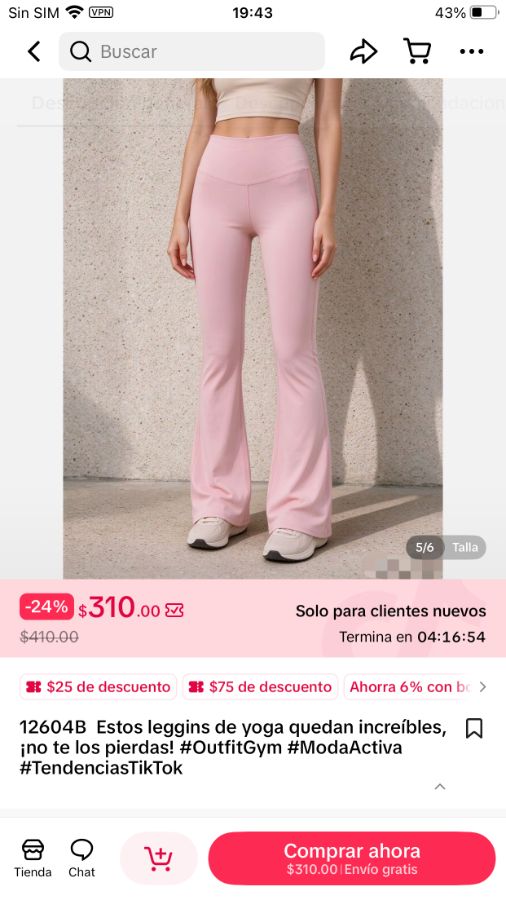 Sin SIM VPN 19:43 43%
Buscar
5/6 Talla
-24% $310.00 Solo para clientes nuevos
$410.00 Termina en 04:16:54
$25 de descuento $75 de descuento Ahorra 6% con bo
12604B Estos leggins de yoga quedan increíbles,
¡no te los pierdas! #OutfitGym #ModaActiva
#TendenciasTikTok
Comprar ahora
Tienda Chat $310.00 Envío gratis